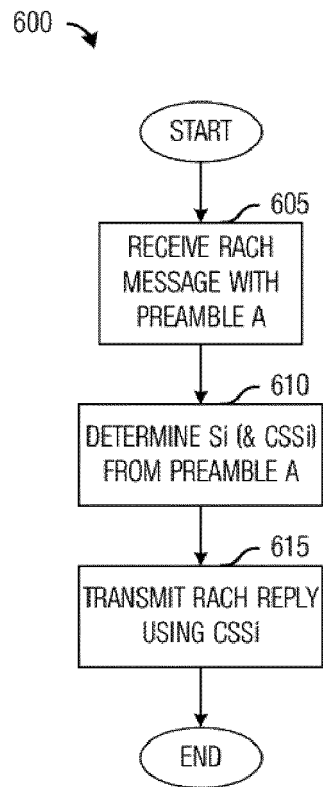 600
START
605
RECEIVE RACH
MESSAGE WITH
PREAMBLE A
610
DETERMINE Si (& CSSi)
FROM PREAMBLE A
615
TRANSMIT RACH REPLY
USING CSSi
END